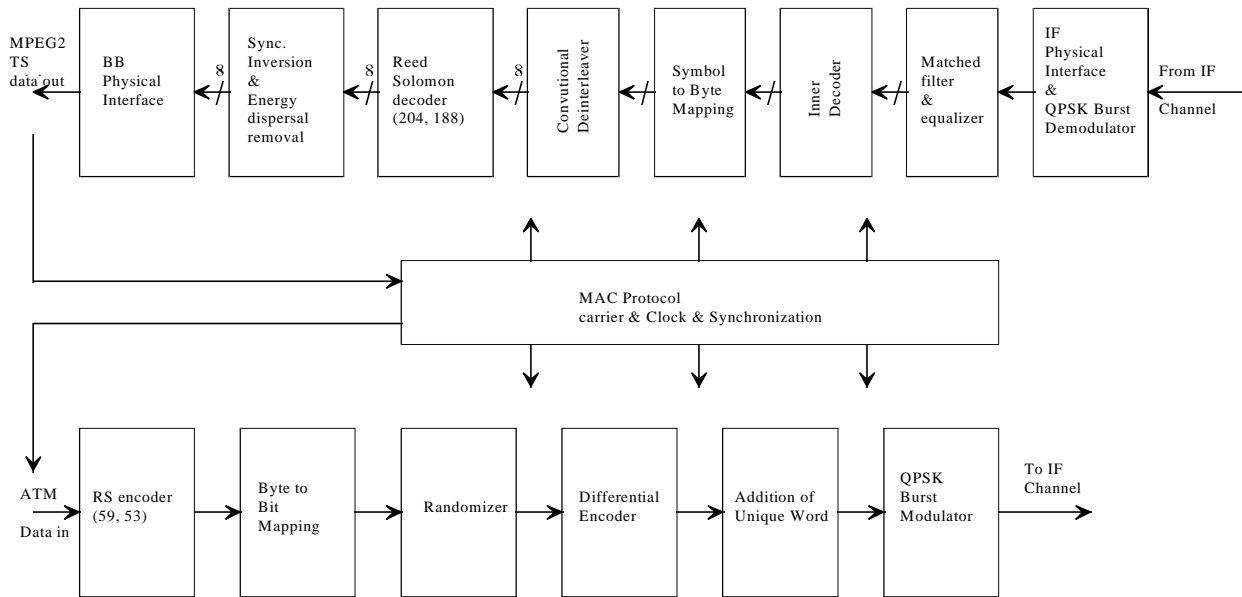 MPEG2
TS
data out
BB
Physical
Interface
8
Sync.
Inversion
&
Energy
dispersal
removal
8
Reed
Solomon
decoder
(204, 188)
8
Convutional
Deinterleaver
Symbol
to Byte
Mapping
Inner
Decoder
Matched
filter
&
equalizer
IF
Physical
Interface
&
QPSK Burst
Demodulator
From IF
Channel
MAC Protocol
carrier & Clock & Synchronization
ATM
Data in
RS encoder
(59, 53)
Byte to
Bit
Mapping
Randomizer
Differential
Encoder
Addition of
Unique Word
QPSK
Burst
Modulator
To IF
Channel